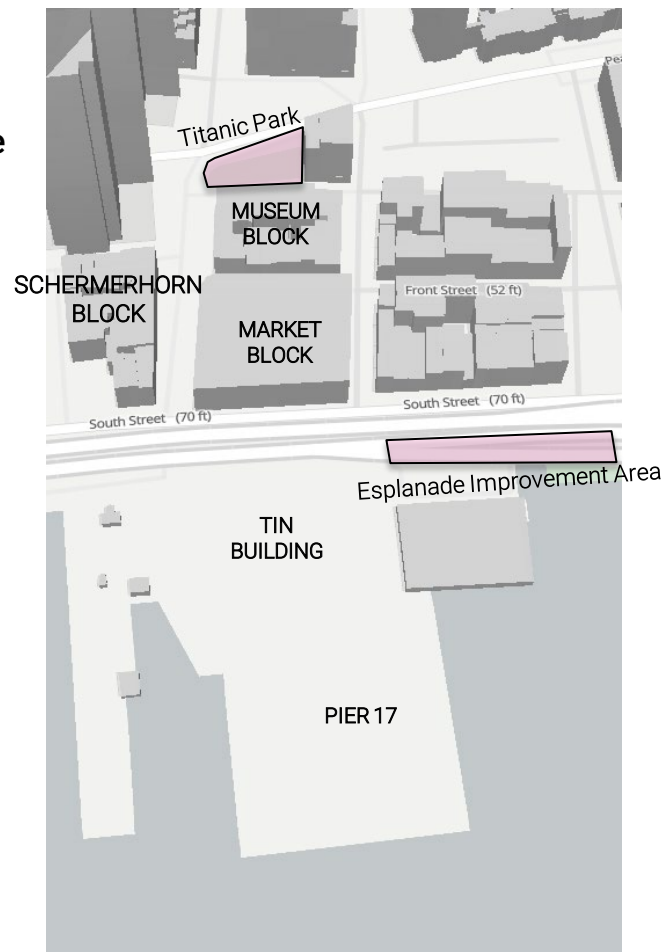 Titanic Park
MUSEUM
BLOCK
SCHERMERHORN
BLOCK
Front Street (52 ft)
MARKET
BLOCK
South Street (70 ft)
South Street (70 ft)
Esplanade Improvement Area
TIN
BUILDING
PIER 17